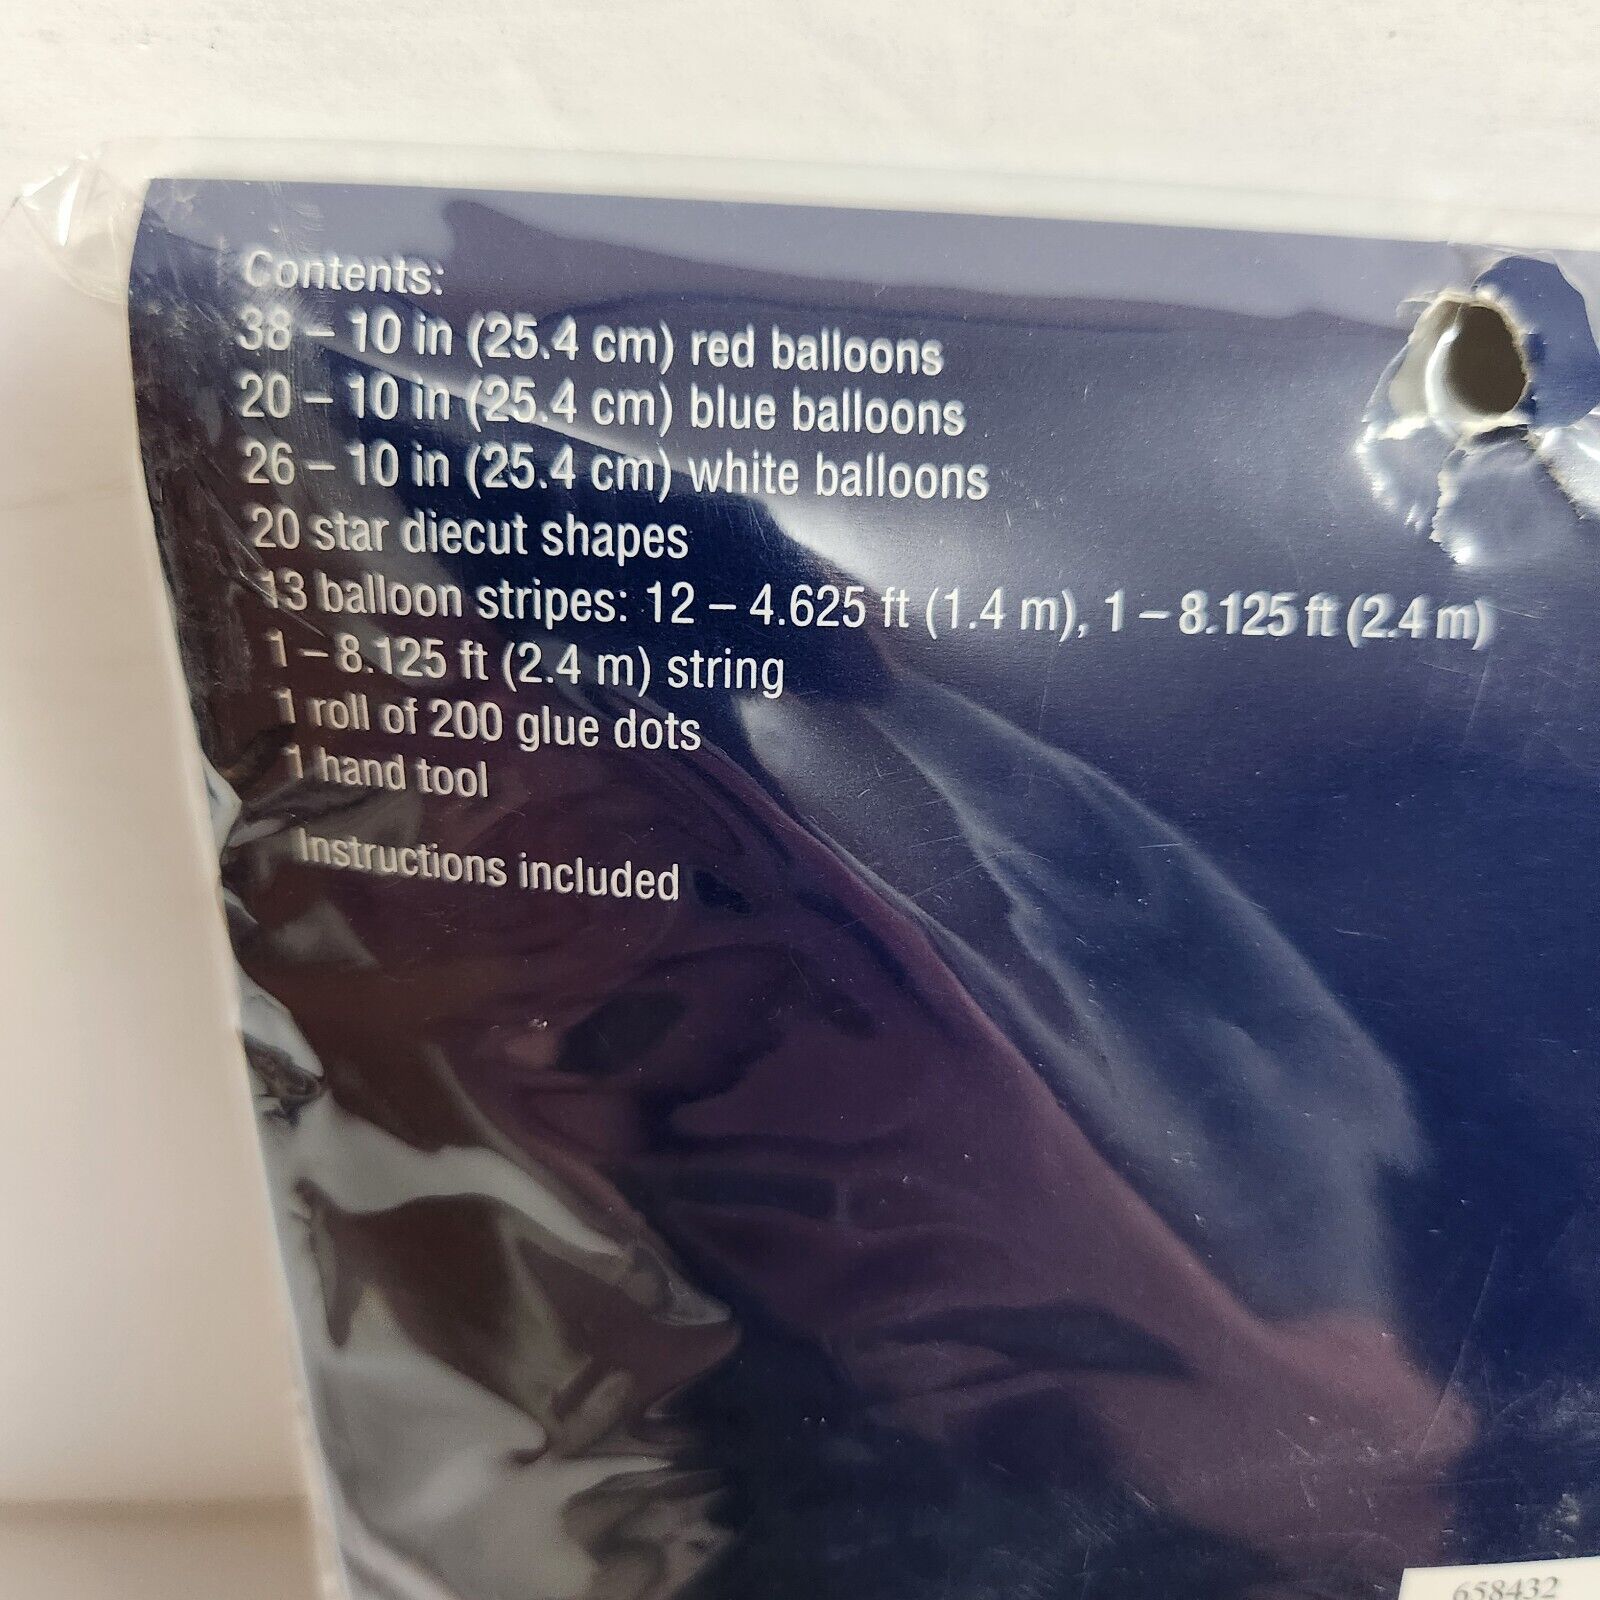 Contents:
38 – 10 in (25.4 cm) red balloons
20 – 10 in (25.4 cm) blue balloons
26 – 10 in (25.4 cm) white balloons
20 star diecut shapes
13 balloon stripes: 12 – 4.625 ft (1.4 m), 1 – 8.125 ft (2.4 m)
1 – 8.125 ft (2.4 m) string
1 roll of 200 glue dots
1 hand tool
Instructions included
658432